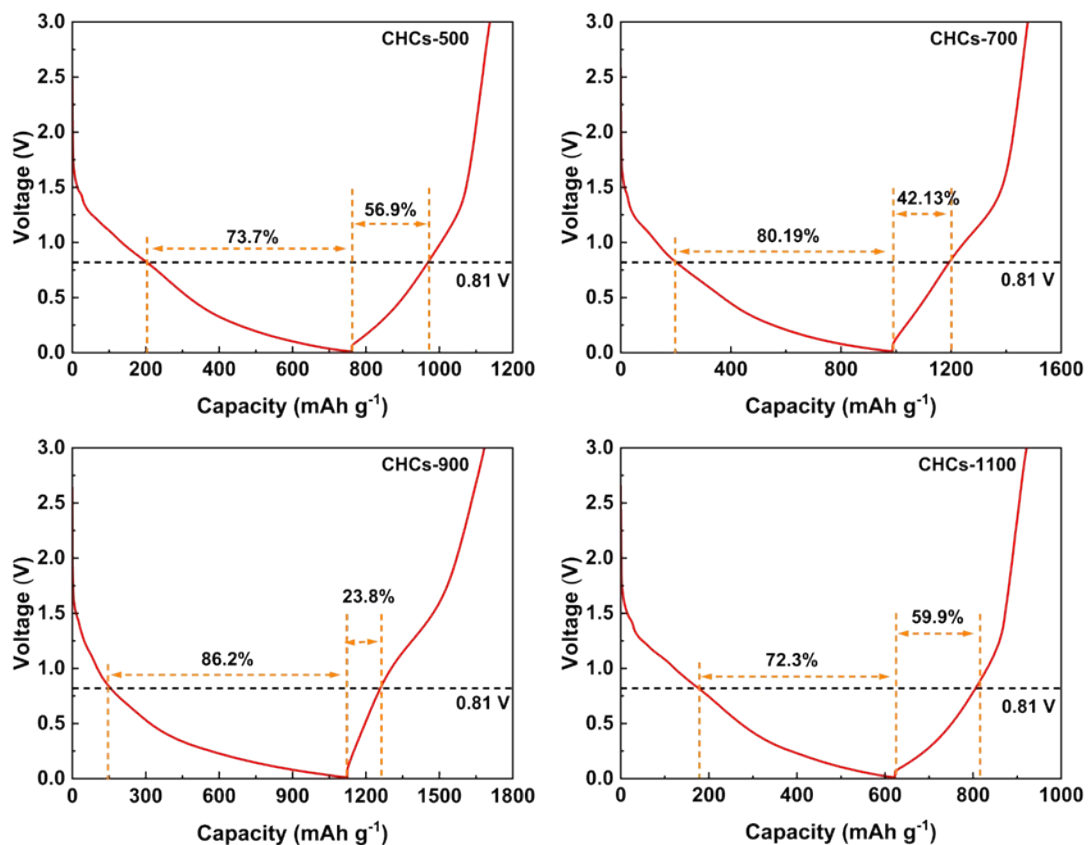 CHCs-500
3.0
2.5
2.0
1.5
1.0
0.5
0.0
Voltage (V)
73.7%
56.9%
0.81 V
0 200 400 600 800 1000 1200
Capacity (mAh g⁻¹)
CHCs-700
3.0
2.5
2.0
1.5
1.0
0.5
0.0
Voltage (V)
80.19%
42.13%
0.81 V
0 400 800 1200 1600
Capacity (mAh g⁻¹)
CHCs-900
3.0
2.5
2.0
1.5
1.0
0.5
0.0
Voltage (V)
86.2%
23.8%
0.81 V
0 300 600 900 1200 1500 1800
Capacity (mAh g⁻¹)
CHCs-1100
3.0
2.5
2.0
1.5
1.0
0.5
0.0
Voltage (V)
72.3%
59.9%
0.81 V
0 200 400 600 800 1000
Capacity (mAh g⁻¹)